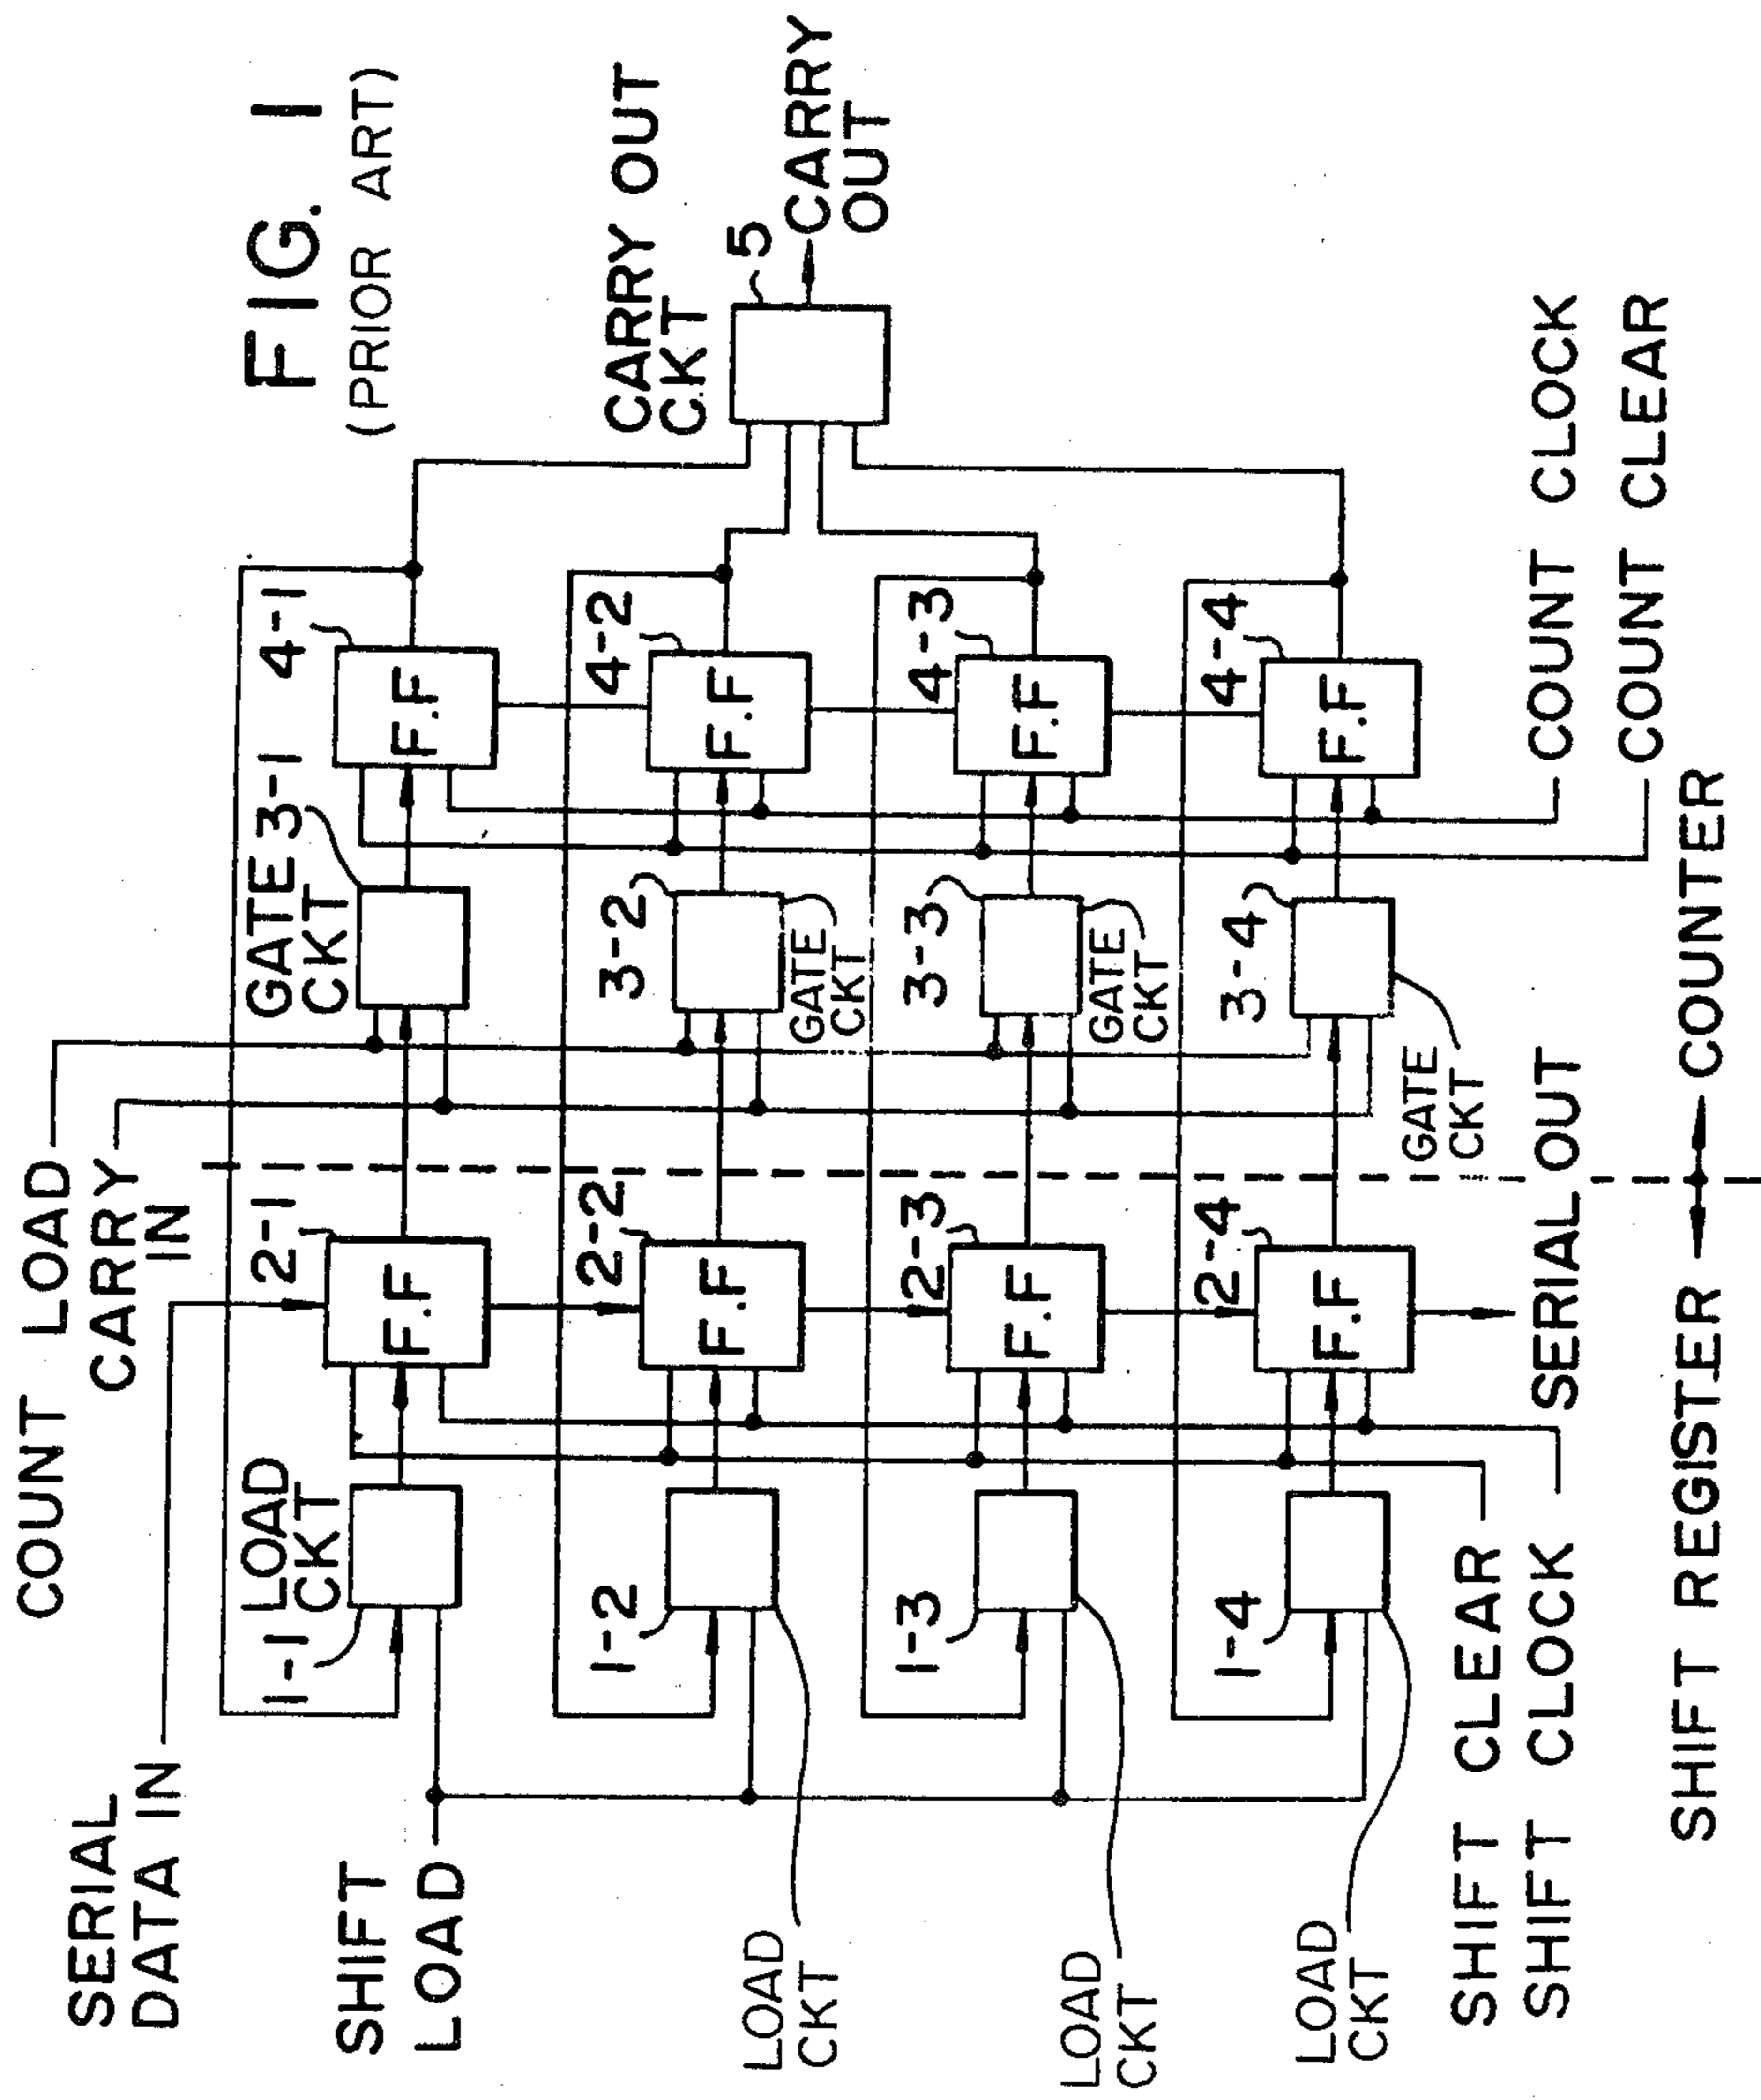 FIG. 1
(PRIOR ART)
COUNT LOAD
CARRY
IN
SERIAL
DATA IN
SHIFT
LOAD
LOAD
CKT
1-1
2-1
F.F
GATE
CKT
3-1
4-1
F.F
CARRY OUT
CKT
5
CARRY
OUT
1-2
LOAD
CKT
2-2
F.F
3-2
GATE
CKT
4-2
F.F
1-3
LOAD
CKT
2-3
F.F
3-3
GATE
CKT
4-3
F.F
1-4
LOAD
CKT
2-4
F.F
3-4
GATE
CKT
4-4
F.F
SHIFT CLEAR
SHIFT CLOCK
SERIAL OUT
COUNT CLOCK
COUNT CLEAR
SHIFT REGISTER
COUNTER